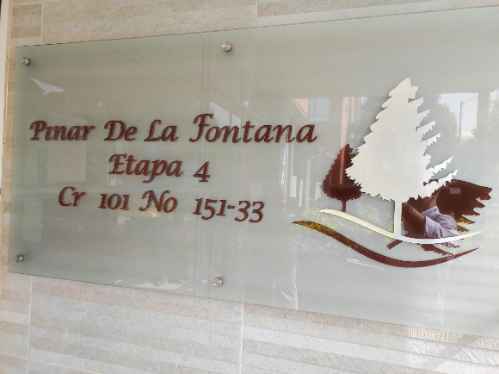 Pinar De La Fontana
Etapa 4
Cr 101 No 151-33